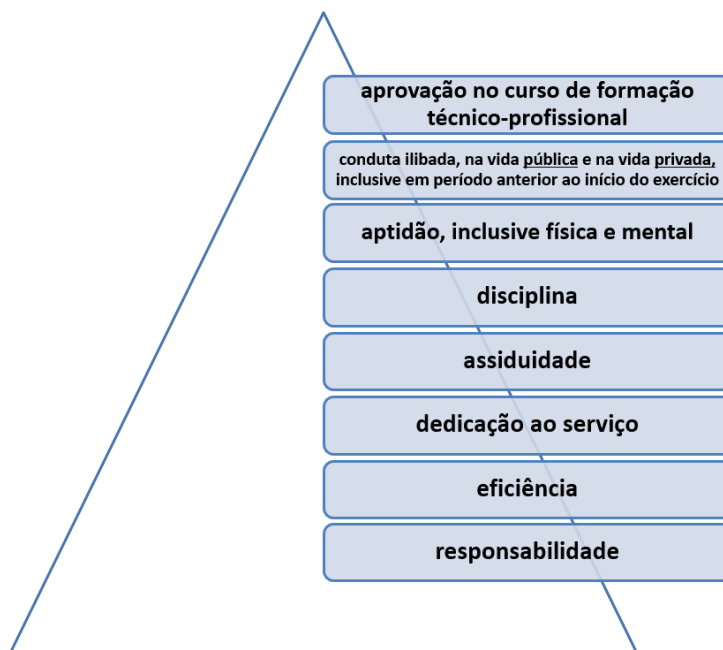 aprovação no curso de formação
técnico-profissional
conduta ilibada, na vida pública e na vida privada,
inclusive em período anterior ao início do exercício
aptidão, inclusive física e mental
disciplina
assiduidade
dedicação ao serviço
eficiência
responsabilidade